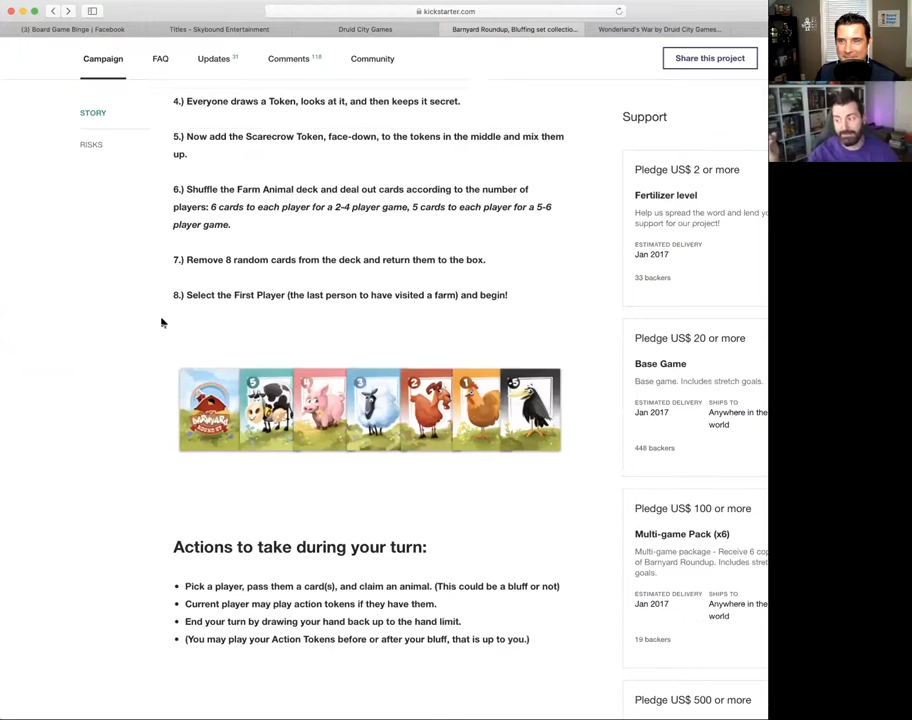 kickstarter.com
(3) Board Game Binge | Facebook
Titles – Skybound Entertainment
Druid City Games
Barnyard Roundup, Bluffing set collectio...
Wonderland's War by Druid City Games...
Campaign
FAQ
Updates 31
Comments 118
Community
Share this project
STORY
RISKS
4.) Everyone draws a Token, looks at it, and then keeps it secret.
5.) Now add the Scarecrow Token, face-down, to the tokens in the middle and mix them
up.
6.) Shuffle the Farm Animal deck and deal out cards according to the number of
players: 6 cards to each player for a 2-4 player game, 5 cards to each player for a 5-6
player game.
7.) Remove 8 random cards from the deck and return them to the box.
8.) Select the First Player (the last person to have visited a farm) and begin!
BARNYARD
ROUNDUP
5
4
3
2
1
-5
Actions to take during your turn:
• Pick a player, pass them a card(s), and claim an animal. (This could be a bluff or not)
• Current player may play action tokens if they have them.
• End your turn by drawing your hand back up to the hand limit.
• (You may play your Action Tokens before or after your bluff, that is up to you.)
Support
Pledge US$ 2 or more
Fertilizer level
Help us spread the word and lend yo
support for our project!
ESTIMATED DELIVERY
Jan 2017
33 backers
Pledge US$ 20 or more
Base Game
Base game. Includes stretch goals.
ESTIMATED DELIVERY SHIPS TO
Jan 2017 Anywhere in the
world
448 backers
Pledge US$ 100 or more
Multi-game Pack (x6)
Multi-game package - Receive 6 cop
of Barnyard Roundup. Includes stret
goals.
ESTIMATED DELIVERY SHIPS TO
Jan 2017 Anywhere in the
world
19 backers
Pledge US$ 500 or more